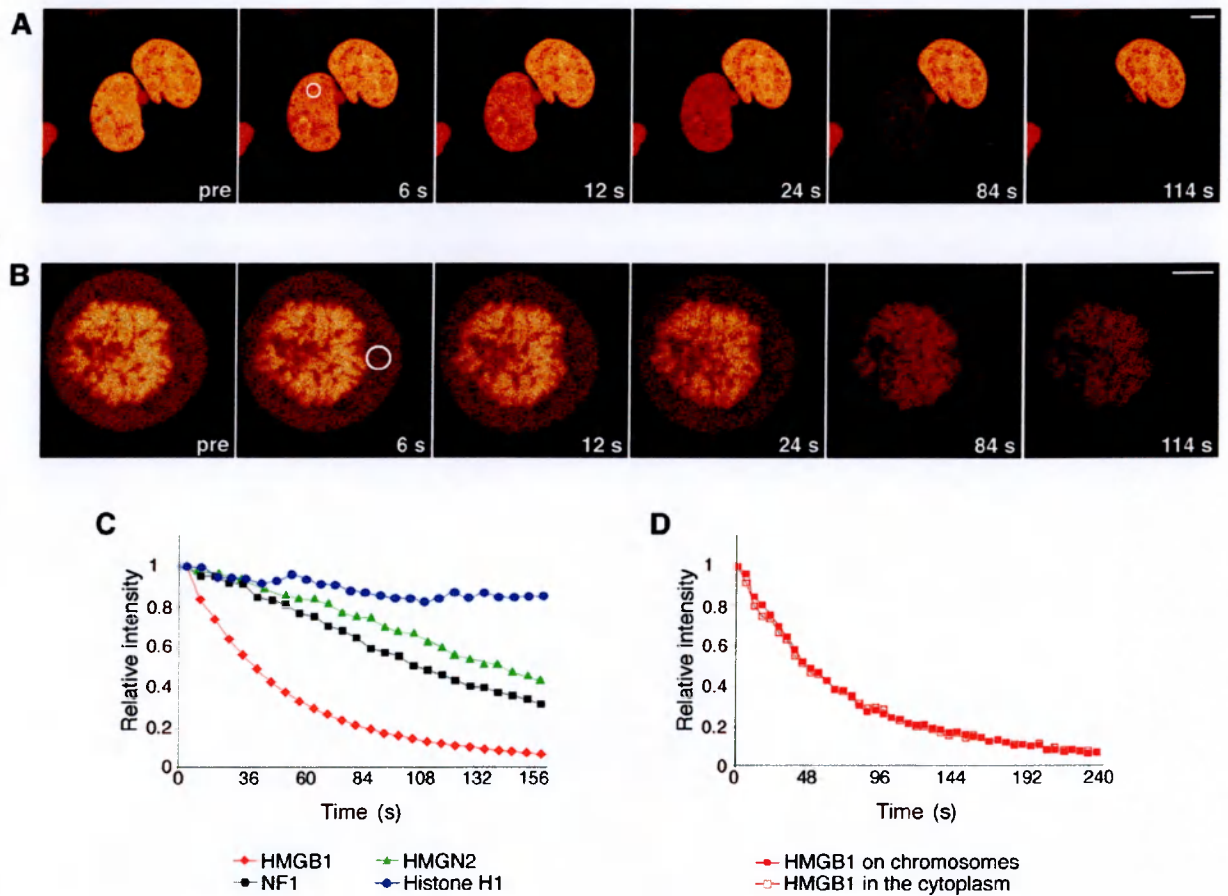 A
pre
6 s
12 s
24 s
84 s
114 s
B
pre
6 s
12 s
24 s
84 s
114 s
C
Relative intensity
1
0.8
0.6
0.4
0.2
0
0 36 60 84 108 132 156
Time (s)
HMGB1
HMGN2
NF1
Histone H1
D
Relative intensity
1
0.8
0.6
0.4
0.2
0
0 48 96 144 192 240
Time (s)
HMGB1 on chromosomes
HMGB1 in the cytoplasm